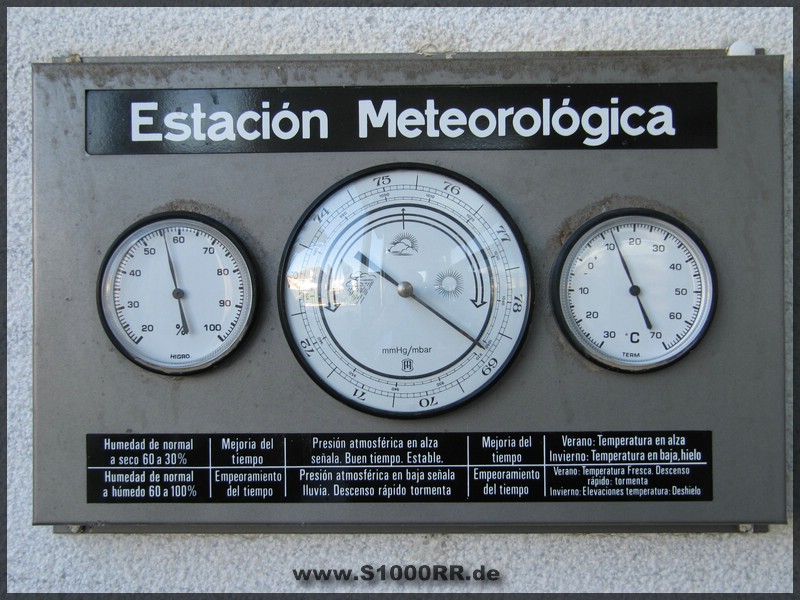 Estación Meteorológica
20 30 40 50 60 70 80 90 100
%
HIGRO.
69 70 71 72 74 75 76 77 78
mmHg/mbar
30 20 10 0 10 20 30 40 50 60 70
°C
TERM.
Humedad de normal
a seco 60 a 30%
Mejoria del
tiempo
Presión atmosférica en alza
señala. Buen tiempo. Estable.
Mejoria del
tiempo
Verano: Temperatura en alza
Invierno: Temperatura en baja, hielo
Humedad de normal
a húmedo 60 a 100%
Empeoramiento
del tiempo
Presión atmosférica en baja señala
lluvia. Descenso rápido tormenta
Empeoramiento
del tiempo
Verano: Temperatura Fresca. Descenso
rápido: tormenta
Invierno: Elevaciones temperatura: Deshielo
www.S1000RR.de